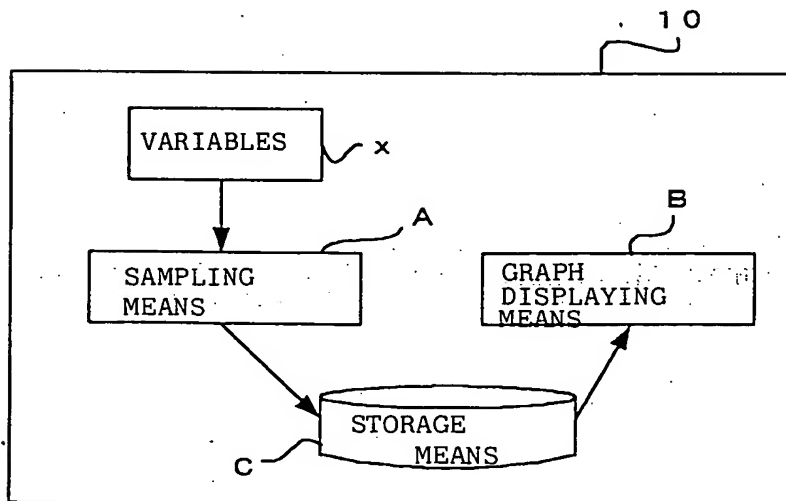 10
VARIABLES
x
A
B
SAMPLING
MEANS
GRAPH
DISPLAYING
MEANS
STORAGE
MEANS
C